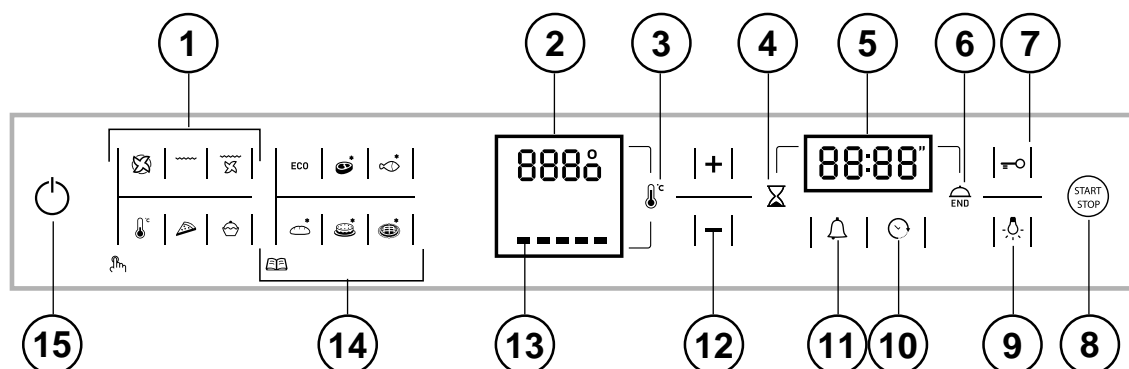 1 2 3 4 5 6 7
ECO * * 888° °C + 88:88" START
STOP
END
°C * * *
15 14 13 12 11 10 9 8